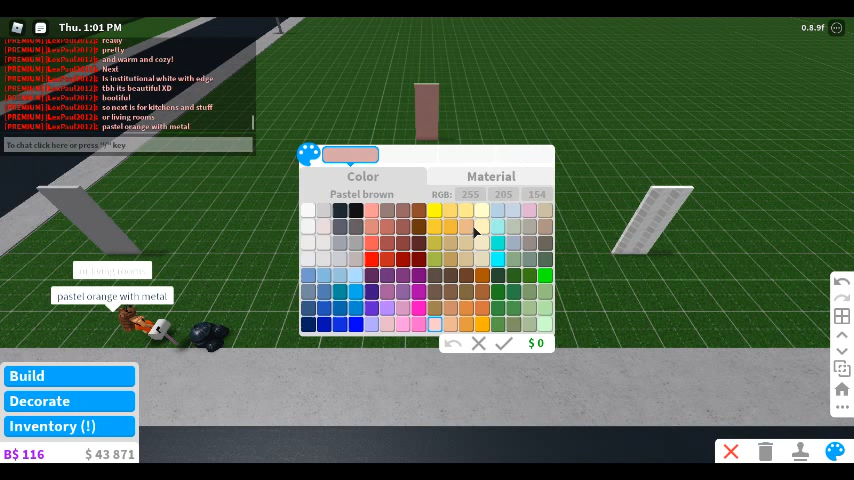 Thu. 1:01 PM
0.8.9f
[PREMIUM] [LexPaul2012]: really
[PREMIUM] [LexPaul2012]: pretty
[PREMIUM] [LexPaul2012]: and warm and cozy!
[PREMIUM] [LexPaul2012]: Next
[PREMIUM] [LexPaul2012]: Is institutional white with edge
[PREMIUM] [LexPaul2012]: tbh its beautiful XD
[PREMIUM] [LexPaul2012]: bootiful
[PREMIUM] [LexPaul2012]: so next is for kitchens and stuff
[PREMIUM] [LexPaul2012]: or living rooms
[PREMIUM] [LexPaul2012]: pastel orange with metal
To chat click here or press "/" key
Color
Material
Pastel brown
RGB: 255 205 154
or living rooms
pastel orange with metal
$ 0
Build
Decorate
Inventory (!)
B$ 116
$ 43 871